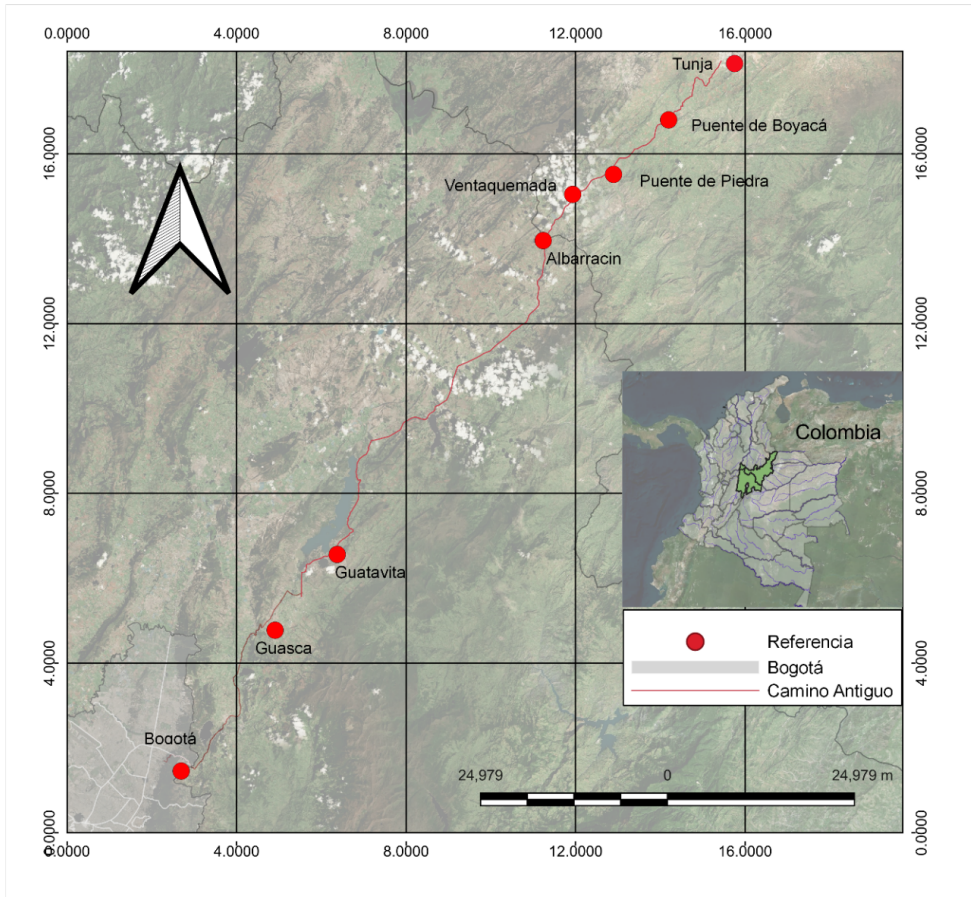 0.0000 4.0000 8.0000 12.0000 16.0000
Tunja
Puente de Boyacá
16.0000
16.0000
Ventaquemada
Puente de Piedra
Albarracin
12.0000
12.0000
Colombia
8.0000
8.0000
Guatavita
Guasca
Referencia
Bogotá
Camino Antiguo
4.0000
4.0000
Bogotá
24,979 0 24,979 m
0.0000
0.0000
0.0000 4.0000 8.0000 12.0000 16.0000